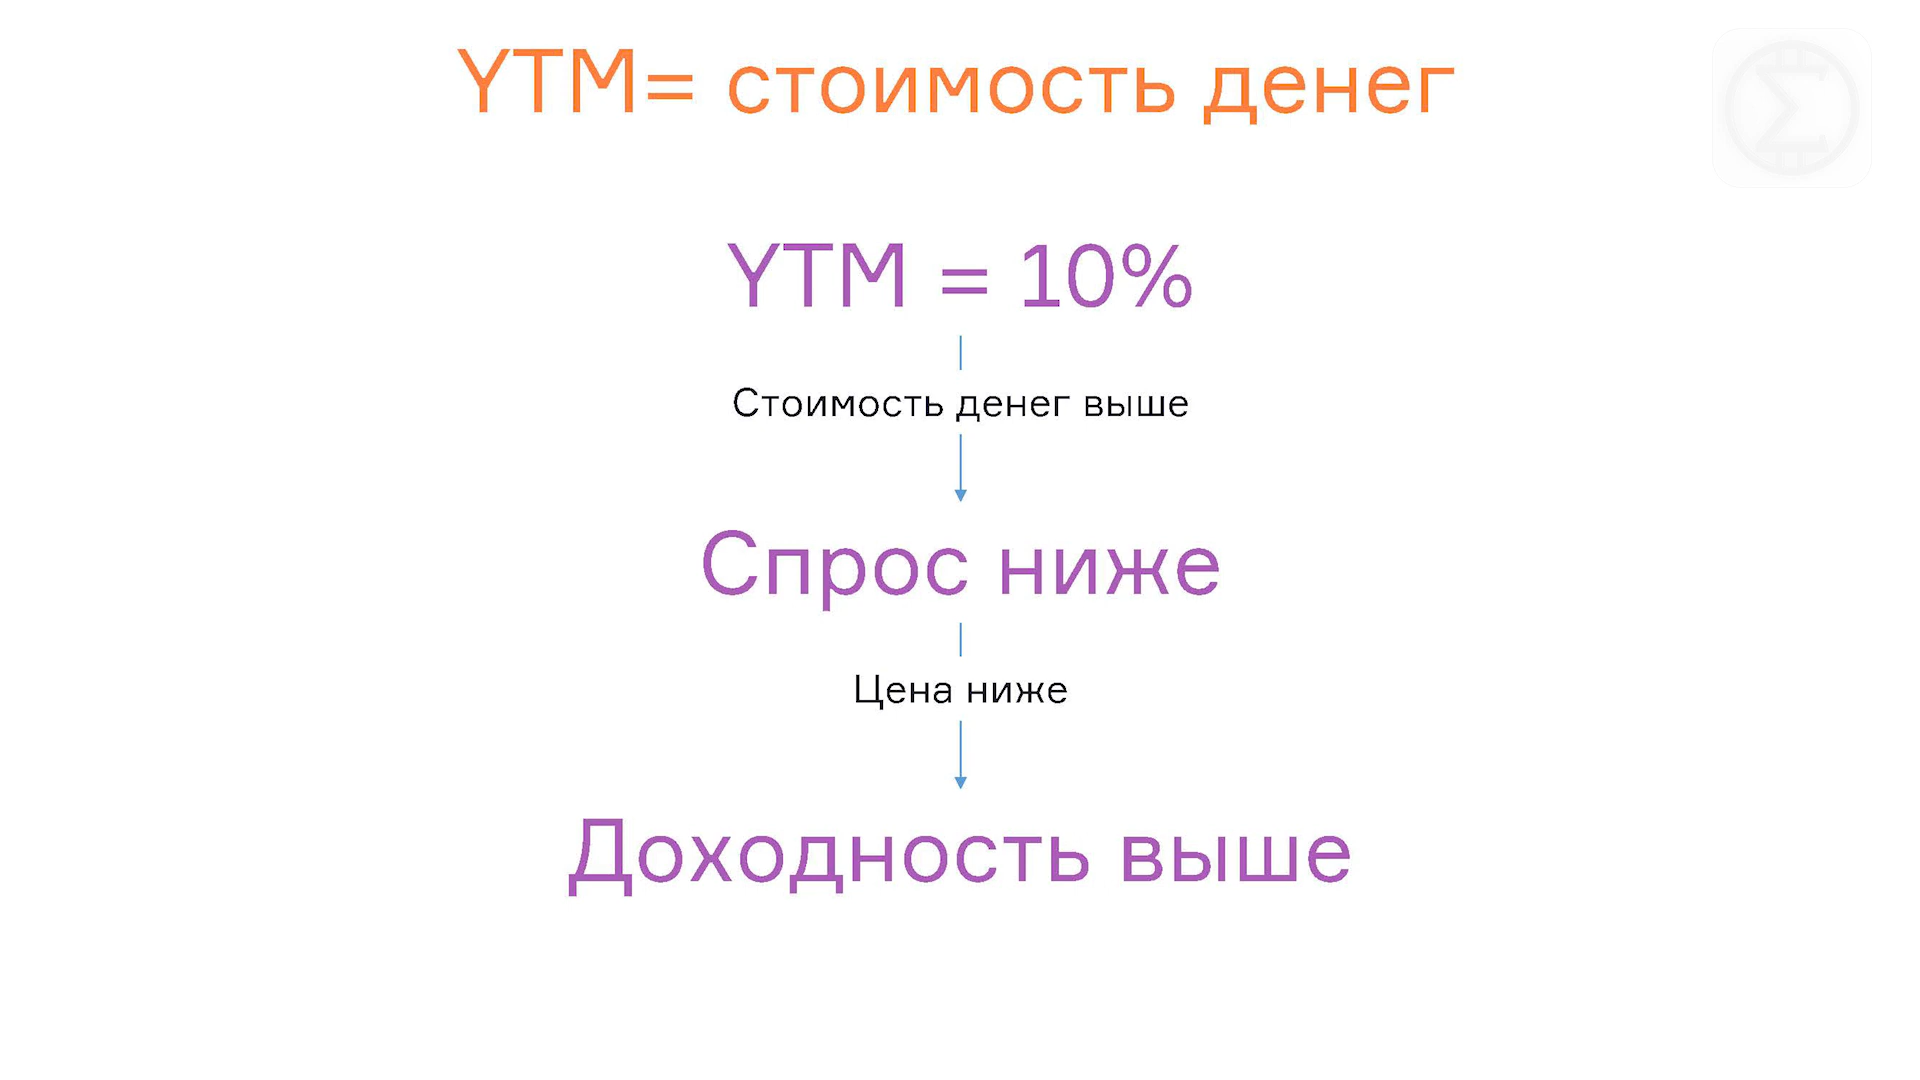 YTM= стоимость денег
YTM = 10%
Стоимость денег выше
Спрос ниже
Цена ниже
Доходность выше